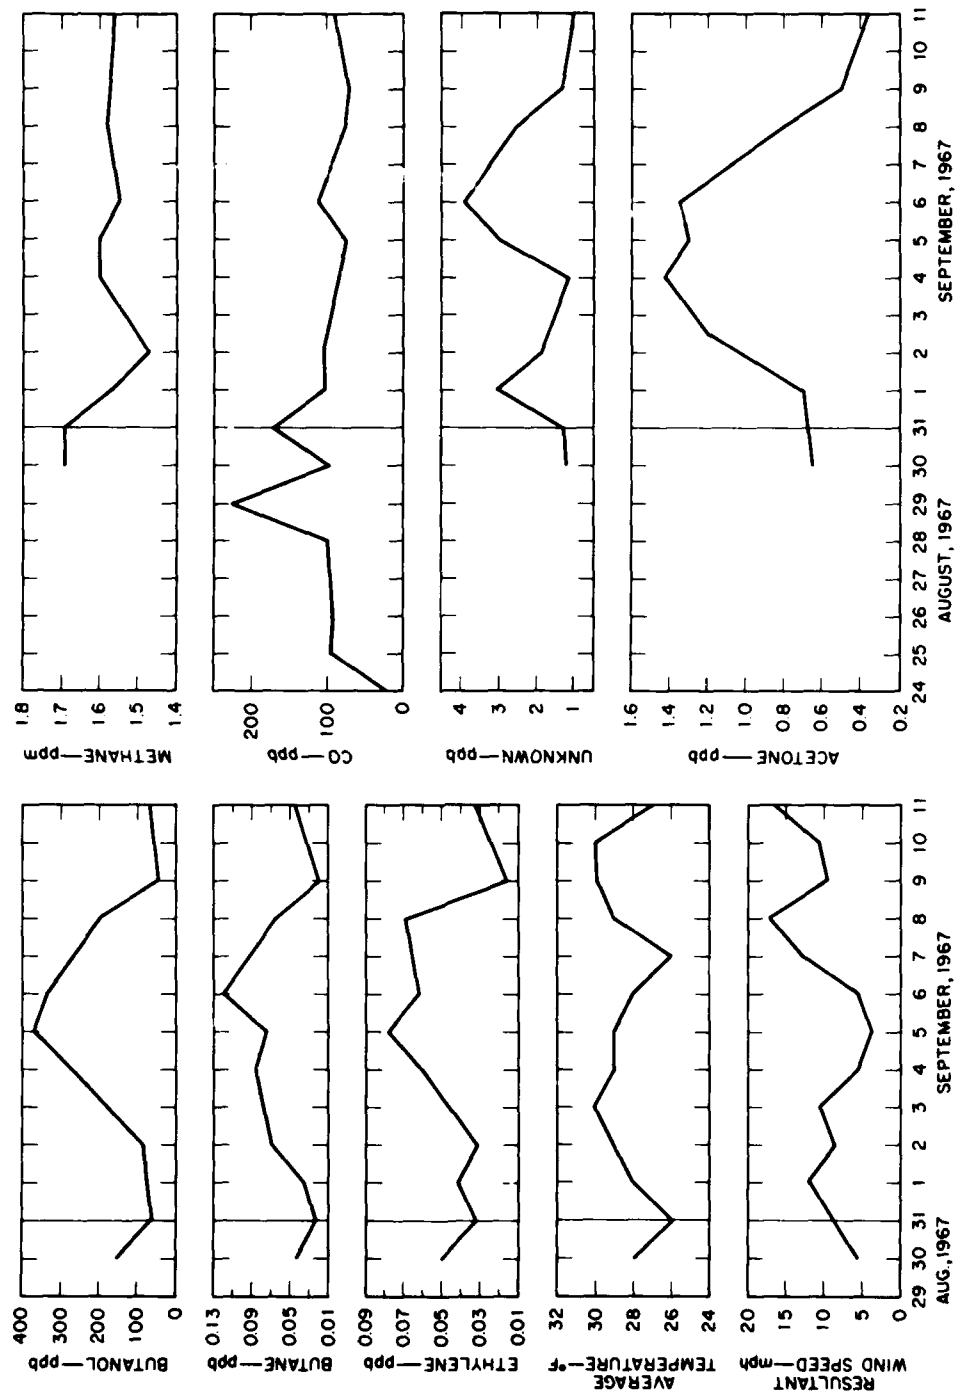 METHANE—ppm
1.8
1.7
1.6
1.5
1.4
CO—ppb
200
100
0
UNKNOWN—ppb
4
3
2
1
ACETONE—ppb
1.6
1.4
1.2
1.0
0.8
0.6
0.4
0.2
24 25 26 27 28 29 30 31 1 2 3 4 5 6 7 8 9 10 11
AUGUST, 1967 SEPTEMBER, 1967
BUTANOL—ppb
400
300
200
100
0
BUTANE—ppb
0.13
0.09
0.05
0.01
ETHYLENE—ppb
0.09
0.07
0.05
0.03
0.01
AVERAGE
TEMPERATURE—°F
32
30
28
26
24
RESULTANT
WIND SPEED—mph
20
15
10
5
0
29 30 31 1 2 3 4 5 6 7 8 9 10 11
AUG.,1967 SEPTEMBER, 1967